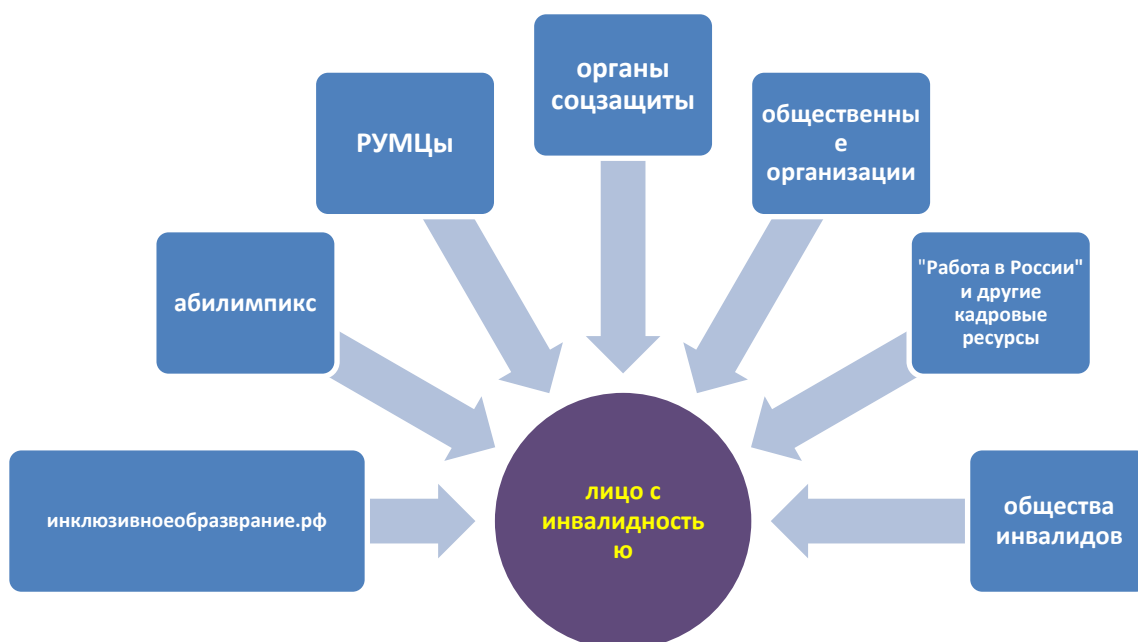 органы
соцзащиты
РУМЦы
общественны
е
организации
абилимпикс
"Работа в России"
и другие
кадровые
ресурсы
инклюзивноеобразврание.рф
лицо с
инвалидность
ю
общества
инвалидов